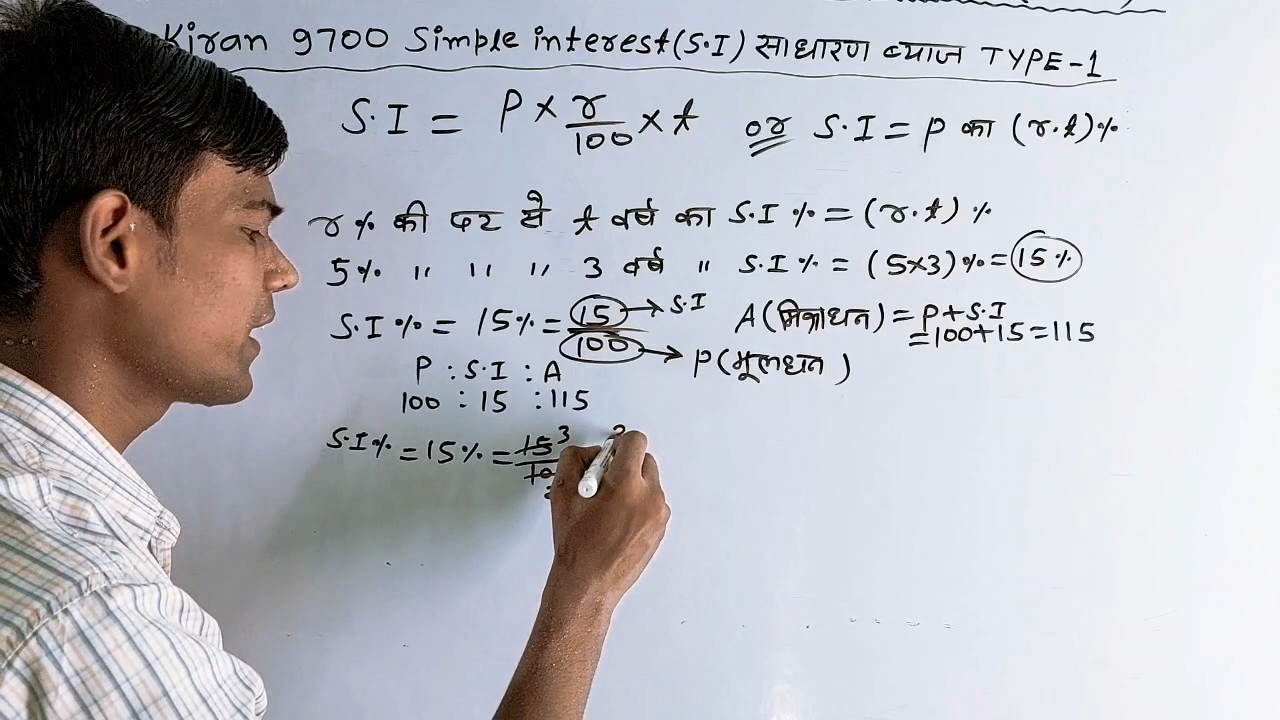 Kiran 9700 Simple interest (S.I) साधारण ब्याज TYPE-1
S.I = P × r/100 × t or S.I = P का (r.t)%
r% की दर से t वर्ष का S.I % = (r.t) %
5% " " " 3 वर्ष " S.I % = (5×3)% = 15%
S.I % = 15% = 15/100 → S.I A (मिश्रधन) = P + S.I
= 100+15 = 115
→ P (मूलधन)
P : S.I : A
100 : 15 : 115
S.I % = 15% = 15 3